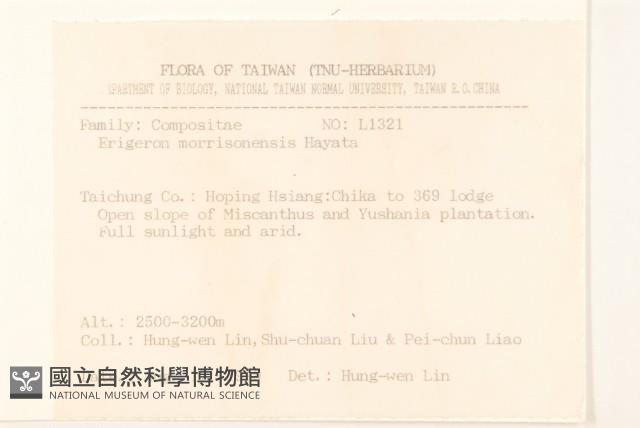 FLORA OF TAIWAN (TNU-HERBARIUM)
DEPARTMENT OF BIOLOGY, NATIONAL TAIWAN NORMAL UNIVERSITY, TAIWAN R.O.CHINA
Family: Compositae NO: L1321
Erigeron morrisonensis Hayata
Taichung Co.: Hoping Hsiang:Chika to 369 lodge
Open slope of Miscanthus and Yushania plantation.
Full sunlight and arid.
Alt.: 2500-3200m
Coll.: Hung-wen Lin,Shu-chuan Liu & Pei-chun Liao
Det.: Hung-wen Lin
國立自然科學博物館
NATIONAL MUSEUM OF NATURAL SCIENCE